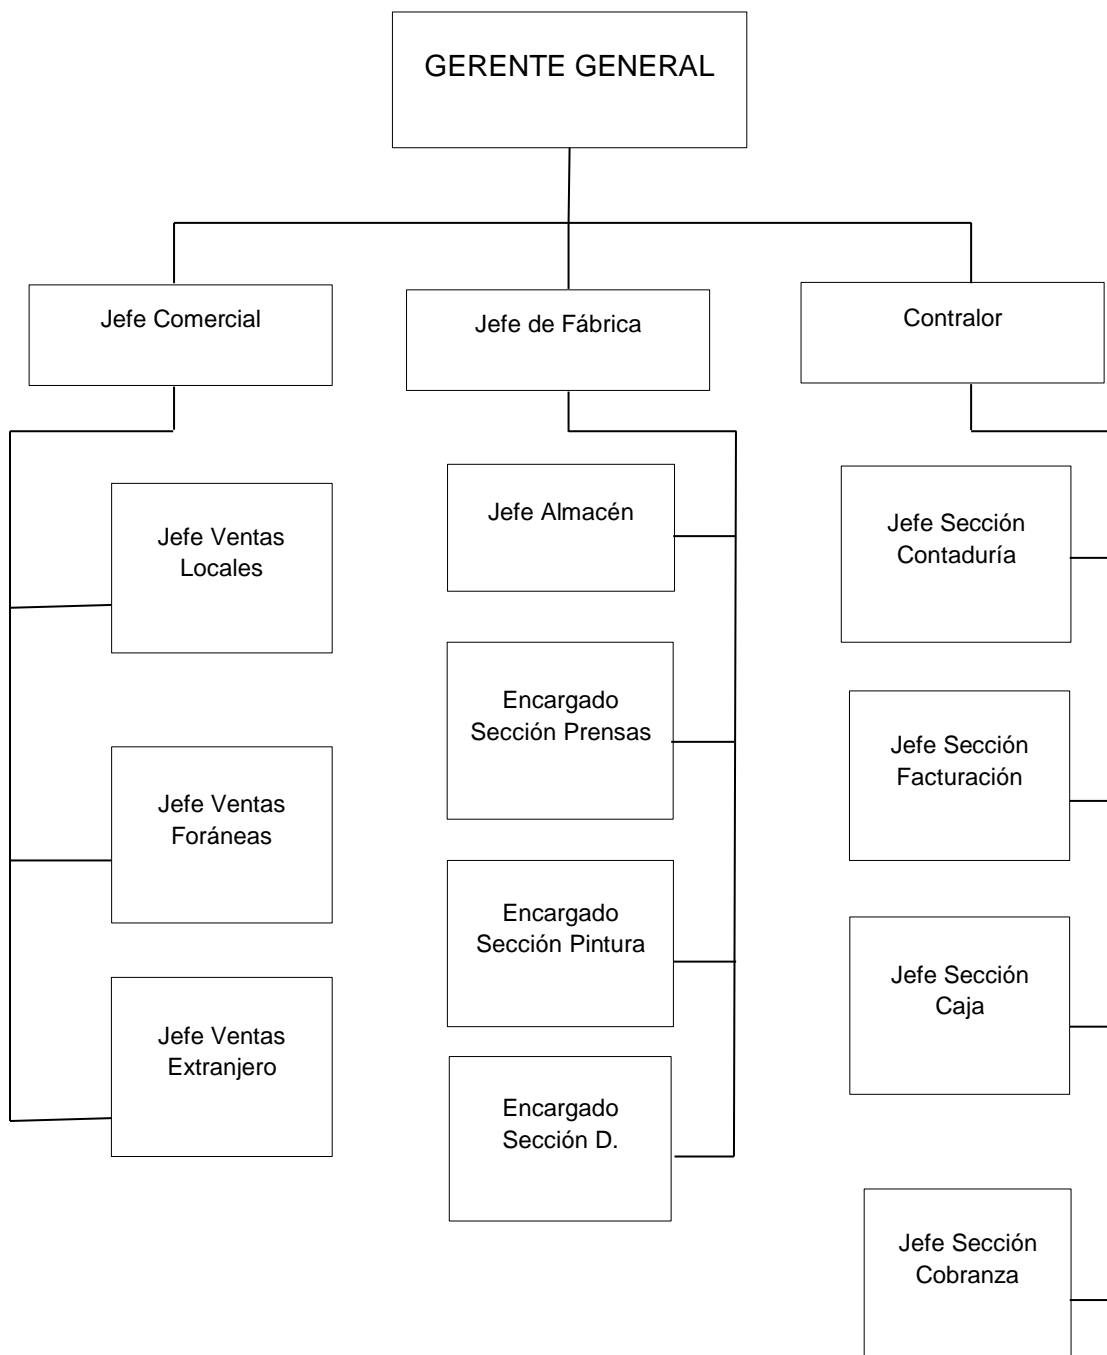 GERENTE GENERAL
Jefe Comercial
Jefe de Fábrica
Contralor
Jefe Ventas
Locales
Jefe Ventas
Foráneas
Jefe Ventas
Extranjero
Jefe Almacén
Encargado
Sección Prensas
Encargado
Sección Pintura
Encargado
Sección D.
Jefe Sección
Contaduría
Jefe Sección
Facturación
Jefe Sección
Caja
Jefe Sección
Cobranza